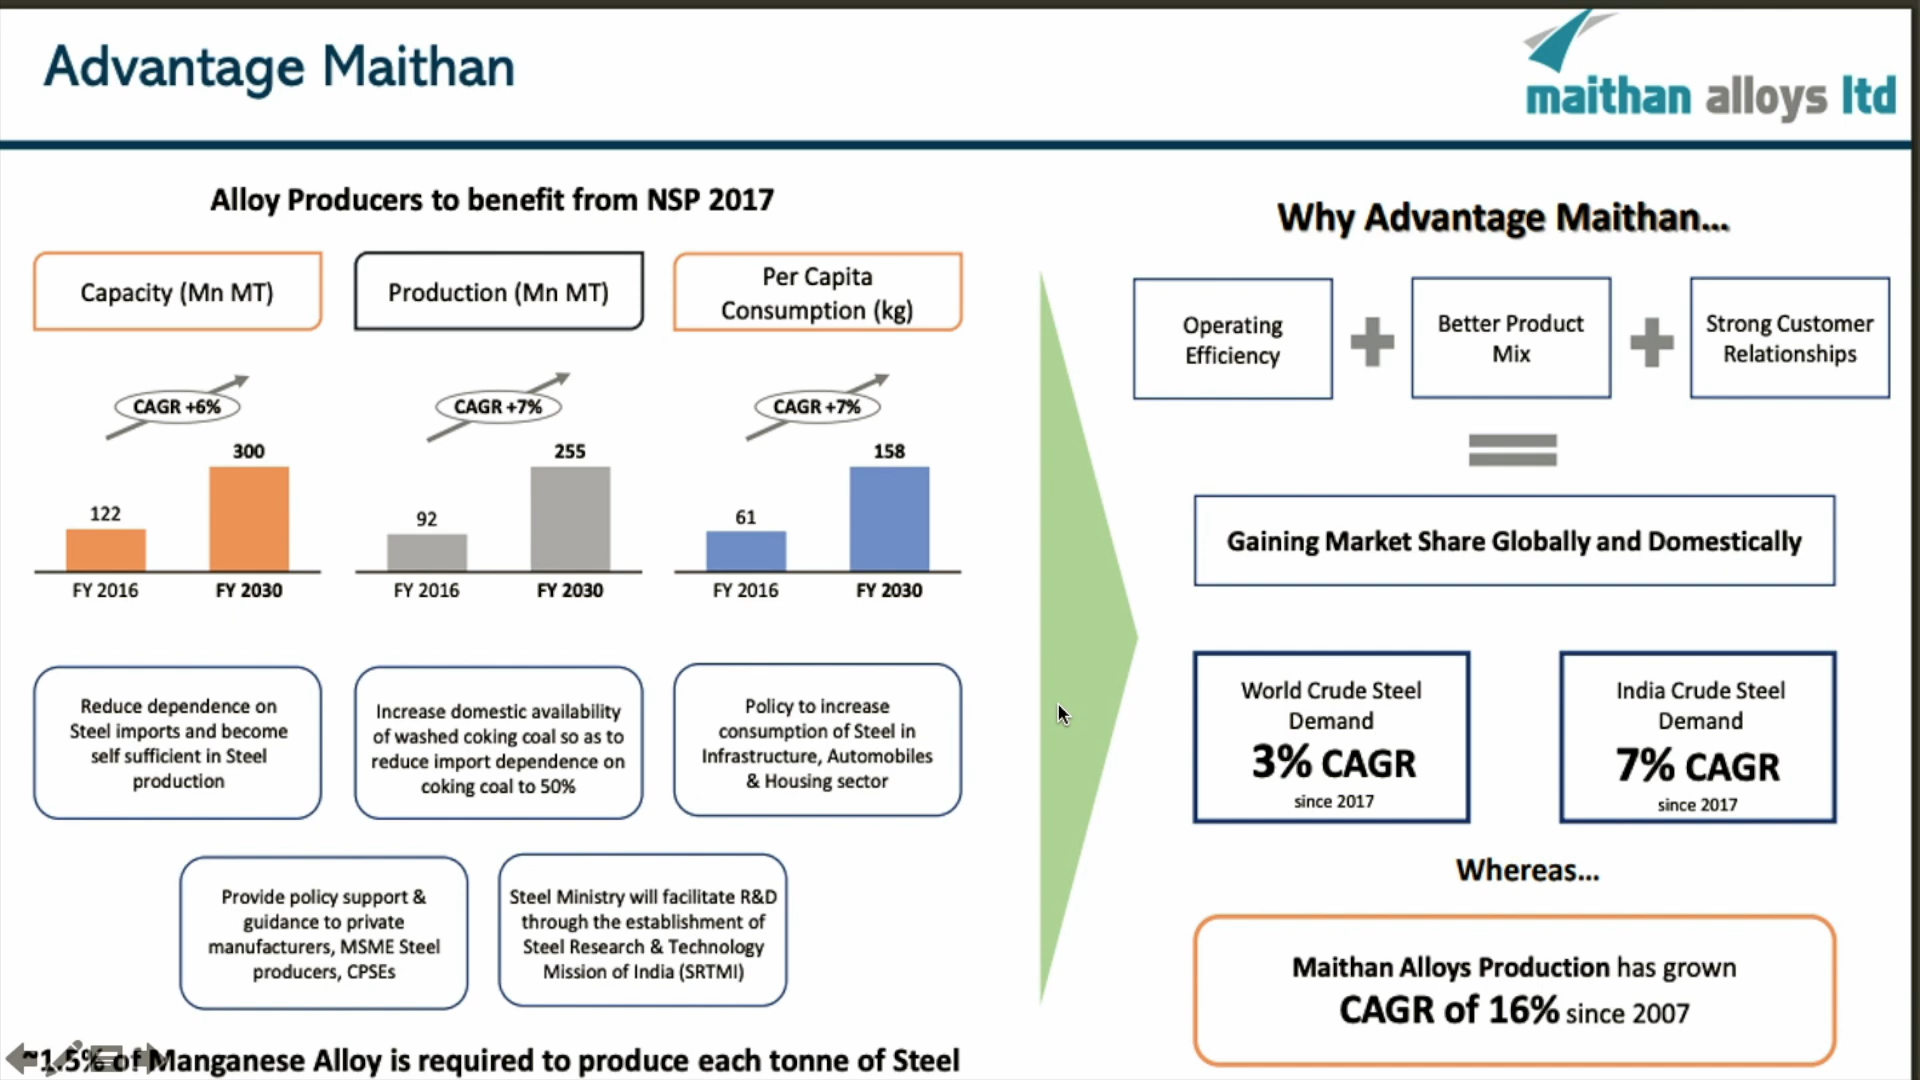 Advantage Maithan
maithan alloys ltd
Alloy Producers to benefit from NSP 2017
Capacity (Mn MT)
Production (Mn MT)
Per Capita
Consumption (kg)
CAGR +6%
CAGR +7%
CAGR +7%
122
300
92
255
61
158
FY 2016
FY 2030
FY 2016
FY 2030
FY 2016
FY 2030
Reduce dependence on
Steel imports and become
self sufficient in Steel
production
Increase domestic availability
of washed coking coal so as to
reduce import dependence on
coking coal to 50%
Policy to increase
consumption of Steel in
Infrastructure, Automobiles
& Housing sector
Provide policy support &
guidance to private
manufacturers, MSME Steel
producers, CPSEs
Steel Ministry will facilitate R&D
through the establishment of
Steel Research & Technology
Mission of India (SRTMI)
~1.5% of Manganese Alloy is required to produce each tonne of Steel
Why Advantage Maithan...
Operating
Efficiency
Better Product
Mix
Strong Customer
Relationships
Gaining Market Share Globally and Domestically
World Crude Steel
Demand
3% CAGR
since 2017
India Crude Steel
Demand
7% CAGR
since 2017
Whereas...
Maithan Alloys Production has grown
CAGR of 16% since 2007